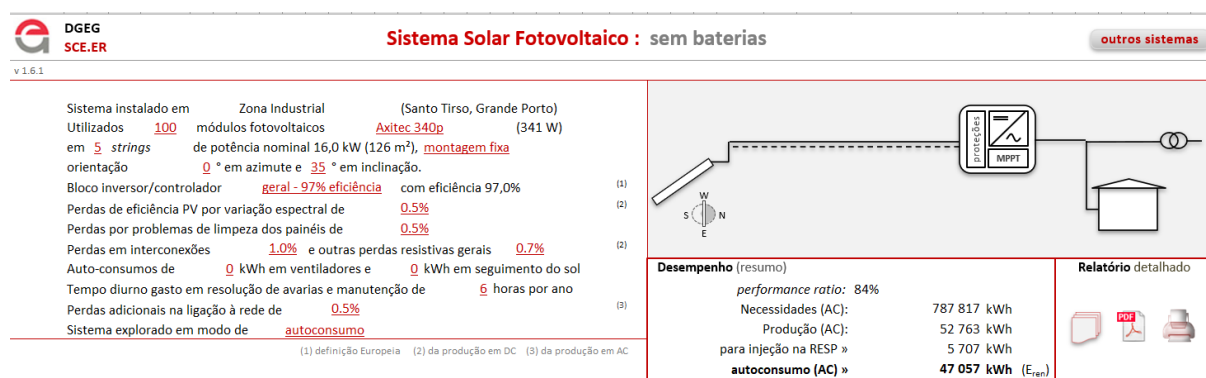 DGEG
SCE.ER
Sistema Solar Fotovoltaico : sem baterias
outros sistemas
v 1.6.1
Sistema instalado em Zona Industrial (Santo Tirso, Grande Porto)
Utilizados 100 módulos fotovoltaicos Axitec 340p (341 W)
em 5 strings de potência nominal 16,0 kW (126 m²), montagem fixa
orientação 0 ° em azimute e 35 ° em inclinação.
Bloco inversor/controlador geral - 97% eficiência com eficiência 97,0% (1)
Perdas de eficiência PV por variação espectral de 0.5% (2)
Perdas por problemas de limpeza dos painéis de 0.5%
Perdas em interconexões 1.0% e outras perdas resistivas gerais 0.7% (2)
Auto-consumos de 0 kWh em ventiladores e 0 kWh em seguimento do sol
Tempo diurno gasto em resolução de avarias e manutenção de 6 horas por ano
Perdas adicionais na ligação à rede de 0.5% (3)
Sistema explorado em modo de autoconsumo
(1) definição Europeia (2) da produção em DC (3) da produção em AC
proteções
MPPT
W
S N
E
Desempenho (resumo)
performance ratio: 84%
Necessidades (AC): 787 817 kWh
Produção (AC): 52 763 kWh
para injeção na RESP » 5 707 kWh
autoconsumo (AC) » 47 057 kWh (Eren)
Relatório detalhado
PDF